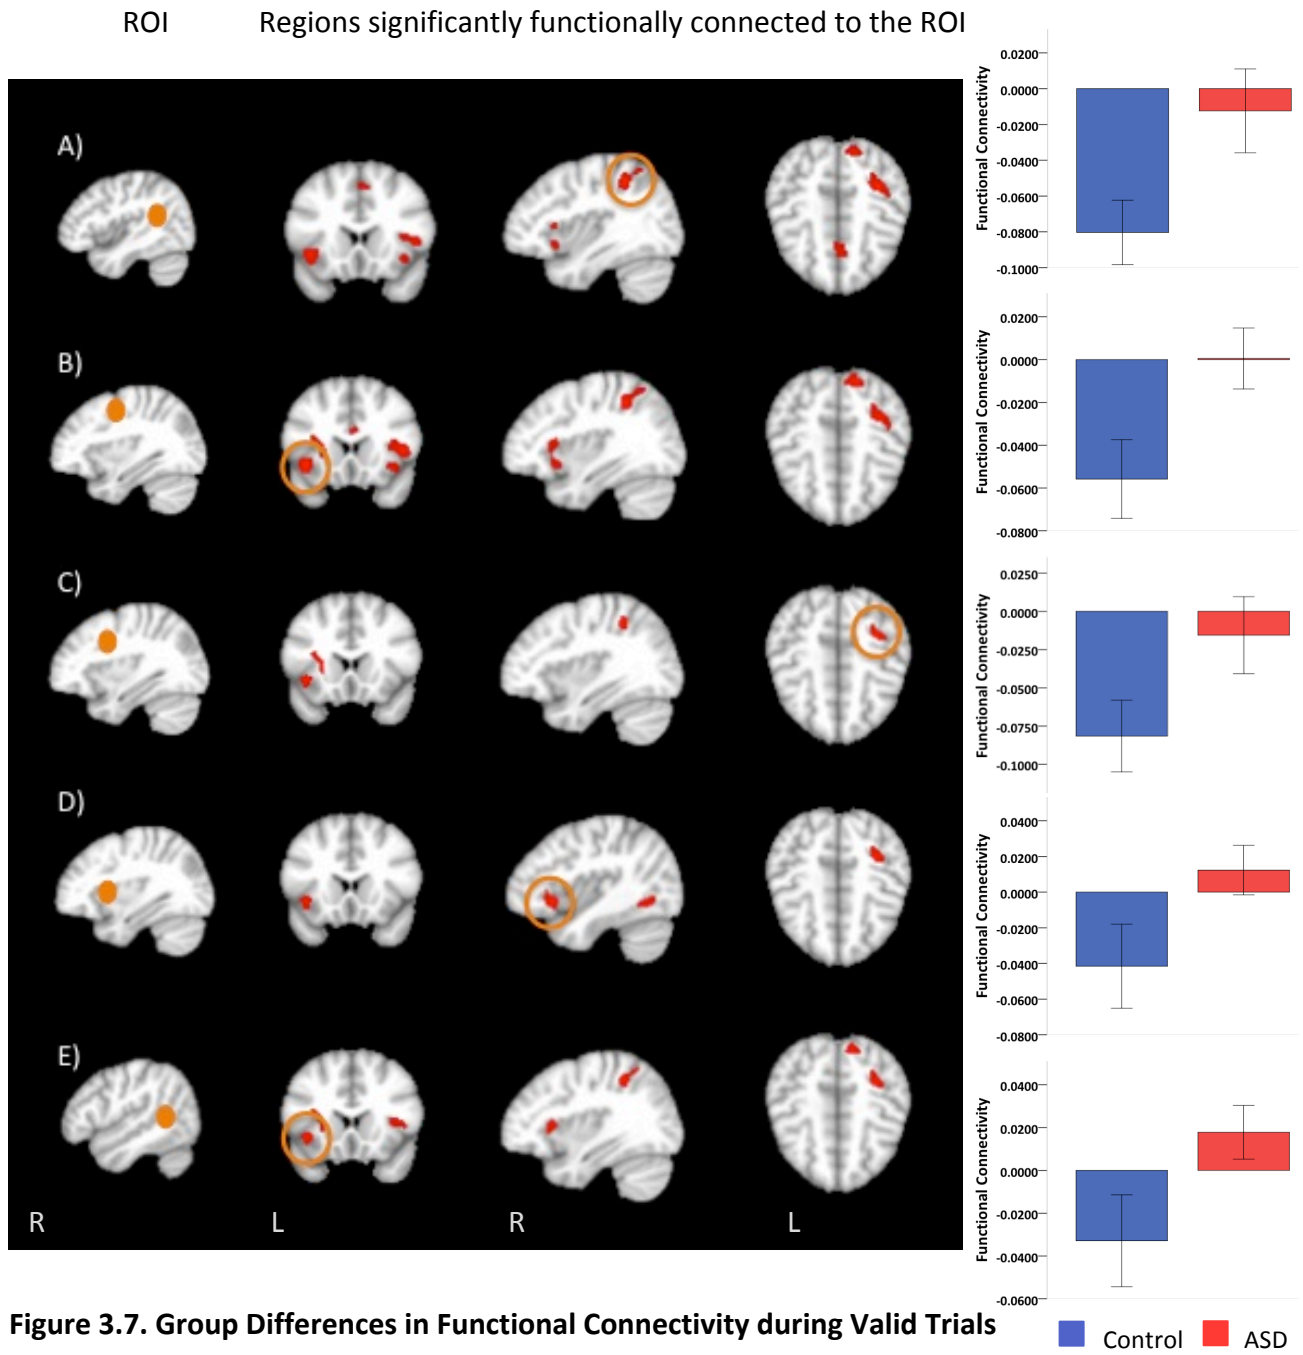 ROI Regions significantly functionally connected to the ROI
A)
B)
C)
D)
E)
R L R L
Functional Connectivity
0.0200
0.0000
-0.0200
-0.0400
-0.0600
-0.0800
-0.1000
Functional Connectivity
0.0200
0.0000
-0.0200
-0.0400
-0.0600
-0.0800
Functional Connectivity
0.0250
0.0000
-0.0250
-0.0500
-0.0750
-0.1000
Functional Connectivity
0.0400
0.0200
0.0000
-0.0200
-0.0400
-0.0600
-0.0800
Functional Connectivity
0.0400
0.0200
0.0000
-0.0200
-0.0400
-0.0600
Figure 3.7. Group Differences in Functional Connectivity during Valid Trials
Control ASD